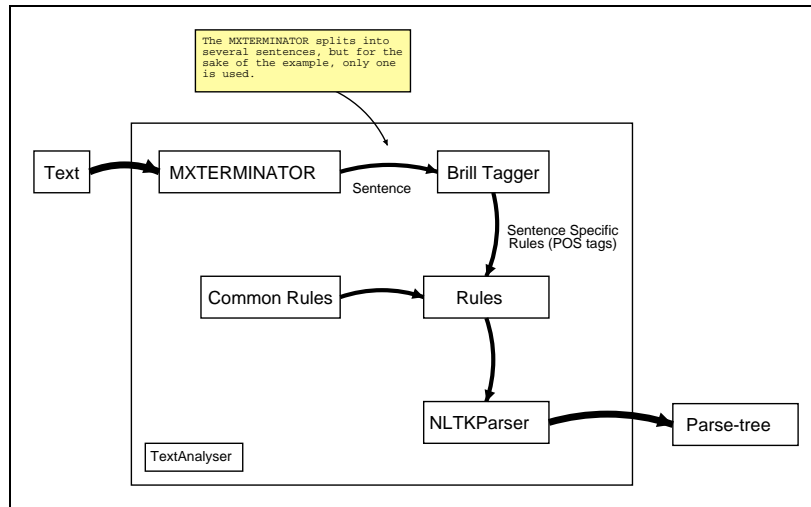 The MXTERMINATOR splits into
several sentences, but for the
sake of the example, only one
is used.
Text
MXTERMINATOR
Sentence
Brill Tagger
Sentence Specific
Rules (POS tags)
Common Rules
Rules
NLTKParser
Parse-tree
TextAnalyser